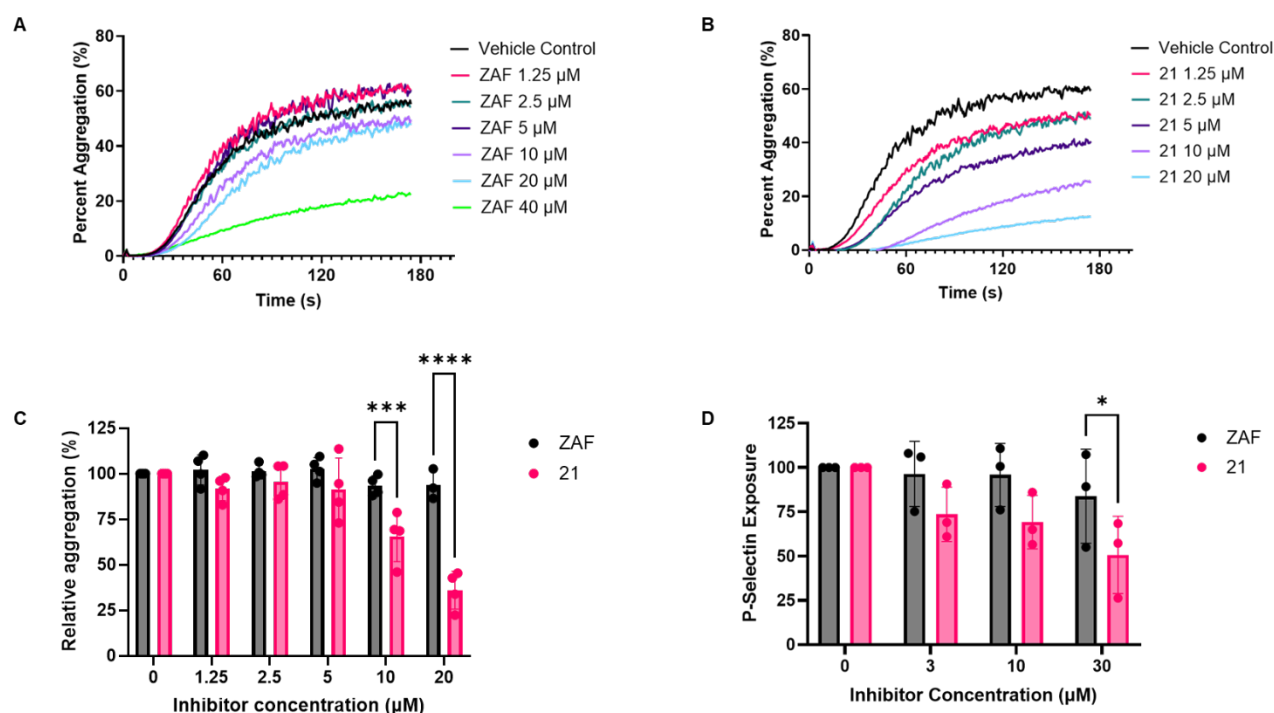 A
Percent Aggregation (%)
80
60
40
20
0
0
60
120
180
Time (s)
Vehicle Control
ZAF 1.25 µM
ZAF 2.5 µM
ZAF 5 µM
ZAF 10 µM
ZAF 20 µM
ZAF 40 µM
B
Percent Aggregation (%)
80
60
40
20
0
0
60
120
180
Time (s)
Vehicle Control
21 1.25 µM
21 2.5 µM
21 5 µM
21 10 µM
21 20 µM
C
Relative aggregation (%)
125
100
75
50
25
0
0
1.25
2.5
5
10
20
Inhibitor concentration (µM)
***
****
ZAF
21
D
P-Selectin Exposure
125
100
75
50
25
0
0
3
10
30
Inhibitor Concentration (µM)
*
ZAF
21